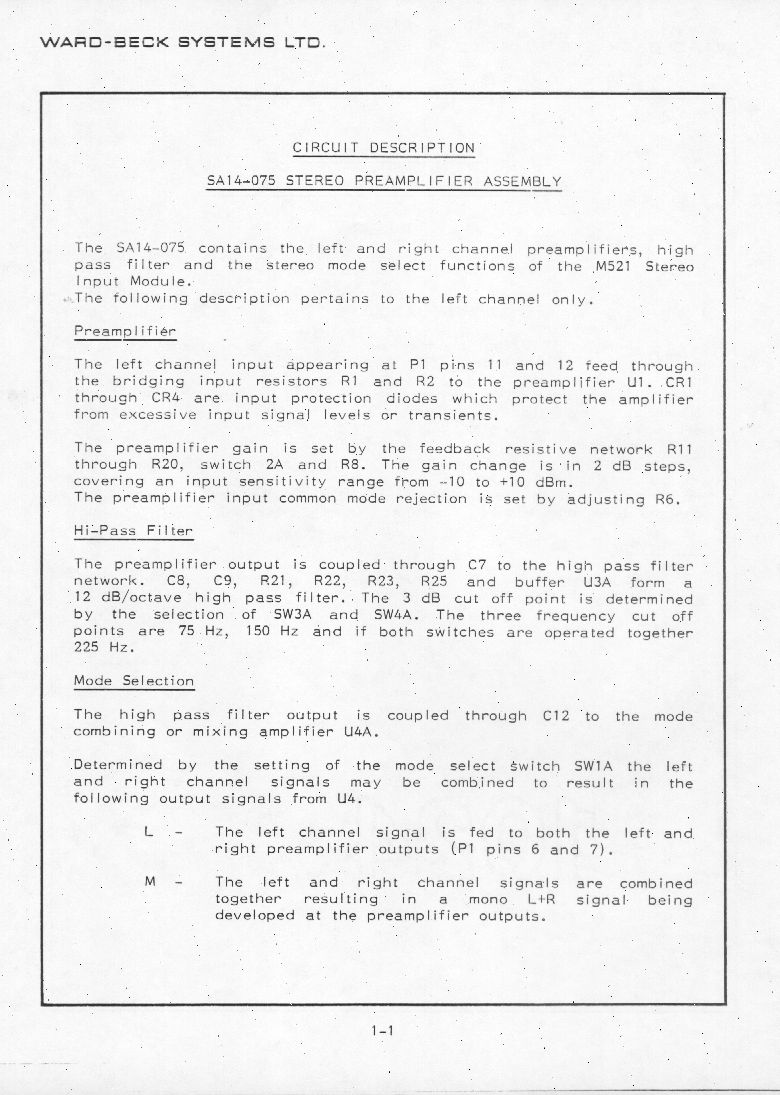 WARD-BECK SYSTEMS LTD.
CIRCUIT DESCRIPTION
SA14-075 STEREO PREAMPLIFIER ASSEMBLY
The SA14-075 contains the left and right channel preamplifiers, high
pass filter and the stereo mode select functions of the M521 Stereo
Input Module.
The following description pertains to the left channel only.
Preamplifier
The left channel input appearing at P1 pins 11 and 12 feed through
the bridging input resistors R1 and R2 to the preamplifier U1. CR1
through CR4 are input protection diodes which protect the amplifier
from excessive input signal levels or transients.
The preamplifier gain is set by the feedback resistive network R11
through R20, switch 2A and R8. The gain change is in 2 dB steps,
covering an input sensitivity range from -10 to +10 dBm.
The preamplifier input common mode rejection is set by adjusting R6.
Hi-Pass Filter
The preamplifier output is coupled through C7 to the high pass filter
network. C8, C9, R21, R22, R23, R25 and buffer U3A form a
12 dB/octave high pass filter. The 3 dB cut off point is determined
by the selection of SW3A and SW4A. The three frequency cut off
points are 75 Hz, 150 Hz and if both switches are operated together
225 Hz.
Mode Selection
The high pass filter output is coupled through C12 to the mode
combining or mixing amplifier U4A.
Determined by the setting of the mode select switch SW1A the left
and right channel signals may be combined to result in the
following output signals from U4.
L - The left channel signal is fed to both the left and
right preamplifier outputs (P1 pins 6 and 7).
M - The left and right channel signals are combined
together resulting in a mono L+R signal being
developed at the preamplifier outputs.
1-1